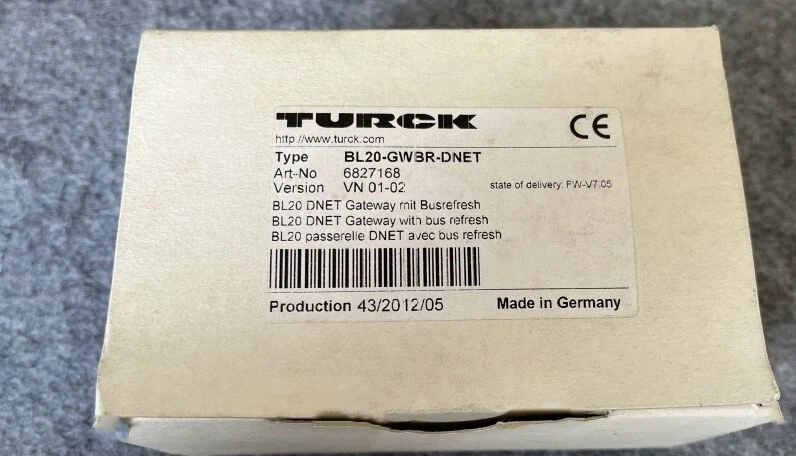 TURCK
http://www.turck.com
CE
Type BL20-GWBR-DNET
Art-No 6827168
Version VN 01-02 state of delivery: FW-V7.05
BL20 DNET Gateway mit Busrefresh
BL20 DNET Gateway with bus refresh
BL20 passerelle DNET avec bus refresh
Production 43/2012/05 Made in Germany